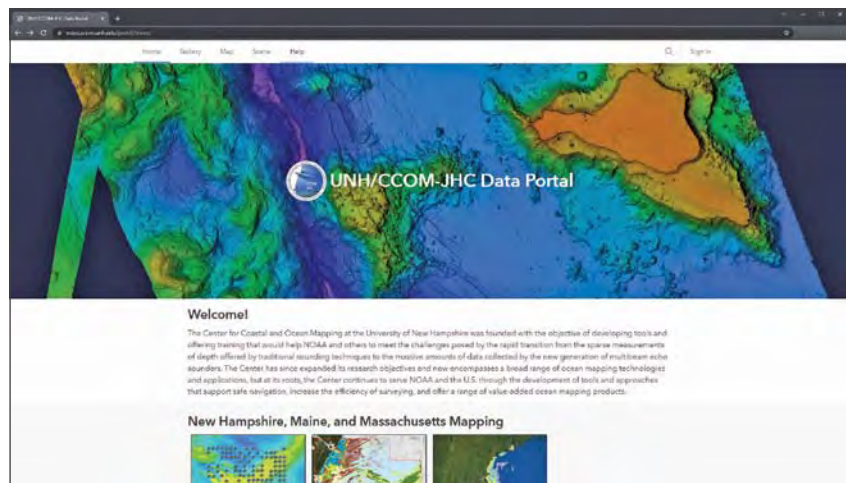 UNH/CCOM-JHC Data Portal
Home Gallery Map Scene Help Sign In
UNH/CCOM-JHC Data Portal
Welcome!
The Center for Coastal and Ocean Mapping at the University of New Hampshire was founded with the objective of developing tools and
offering training that would help NOAA and others to meet the challenges posed by the rapid transition from the sparse measurements
of depth offered by traditional sounding techniques to the massive amounts of data collected by the new generation of multibeam echo
sounders. The Center has since expanded its research objectives and now encompasses a broad range of ocean mapping technologies
and applications, but at its roots, the Center continues to serve NOAA and the U.S. through the development of tools and approaches
that support safe navigation, increase the efficiency of surveying, and offer a range of value-added ocean mapping products.
New Hampshire, Maine, and Massachusetts Mapping